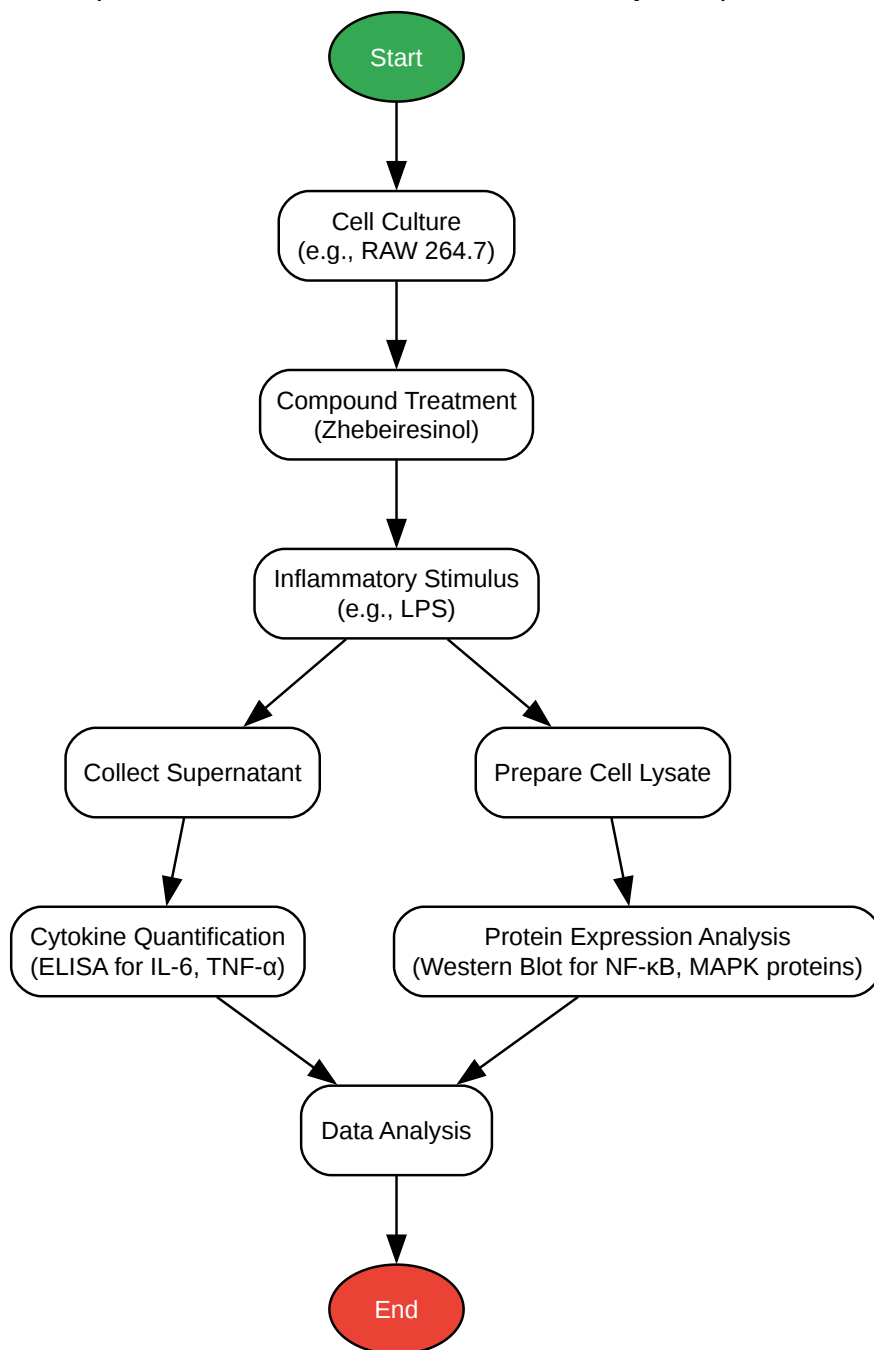 Start
Cell Culture
(e.g., RAW 264.7)
Compound Treatment
(Zhebeiresinol)
Inflammatory Stimulus
(e.g., LPS)
Collect Supernatant
Prepare Cell Lysate
Cytokine Quantification
(ELISA for IL-6, TNF-α)
Protein Expression Analysis
(Western Blot for NF-κB, MAPK proteins)
Data Analysis
End